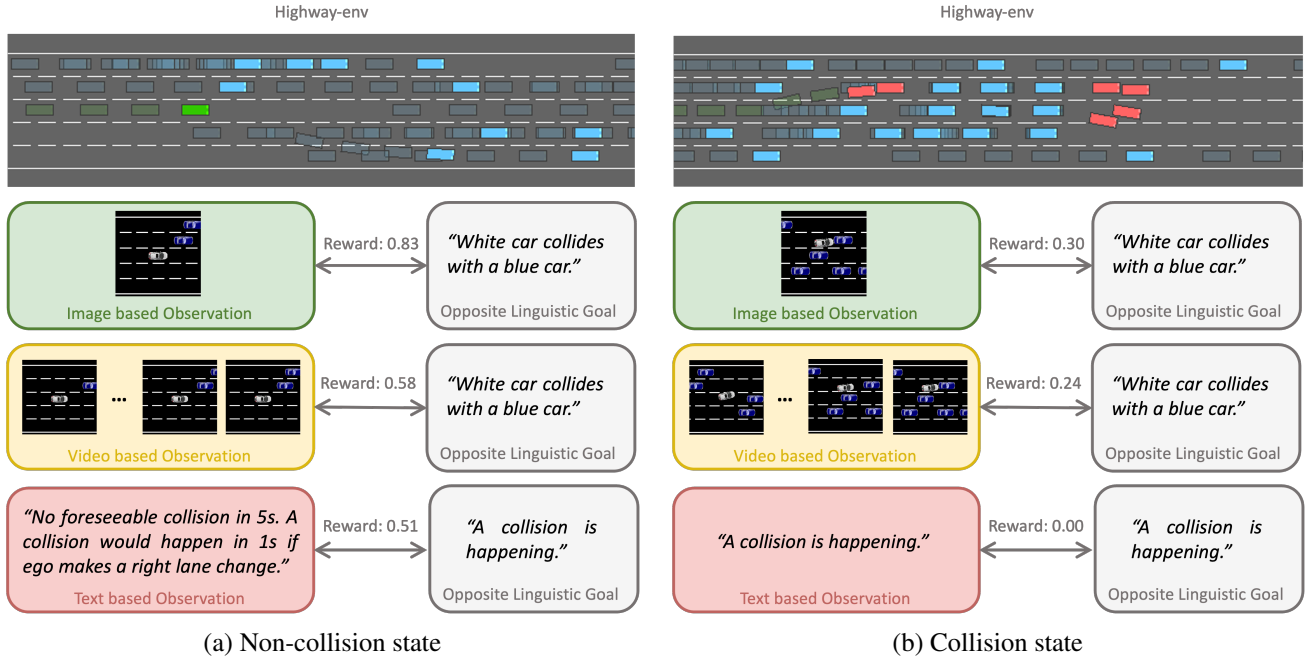 Highway-env
Reward: 0.83
“White car collides
with a blue car.”
Image based Observation
Opposite Linguistic Goal
...
Reward: 0.58
“White car collides
with a blue car.”
Video based Observation
Opposite Linguistic Goal
“No foreseeable collision in 5s. A
collision would happen in 1s if
ego makes a right lane change.”
Reward: 0.51
“A collision is
happening.”
Text based Observation
Opposite Linguistic Goal
(a) Non-collision state
Highway-env
Reward: 0.30
“White car collides
with a blue car.”
Image based Observation
Opposite Linguistic Goal
...
Reward: 0.24
“White car collides
with a blue car.”
Video based Observation
Opposite Linguistic Goal
“A collision is happening.”
Reward: 0.00
“A collision is
happening.”
Text based Observation
Opposite Linguistic Goal
(b) Collision state